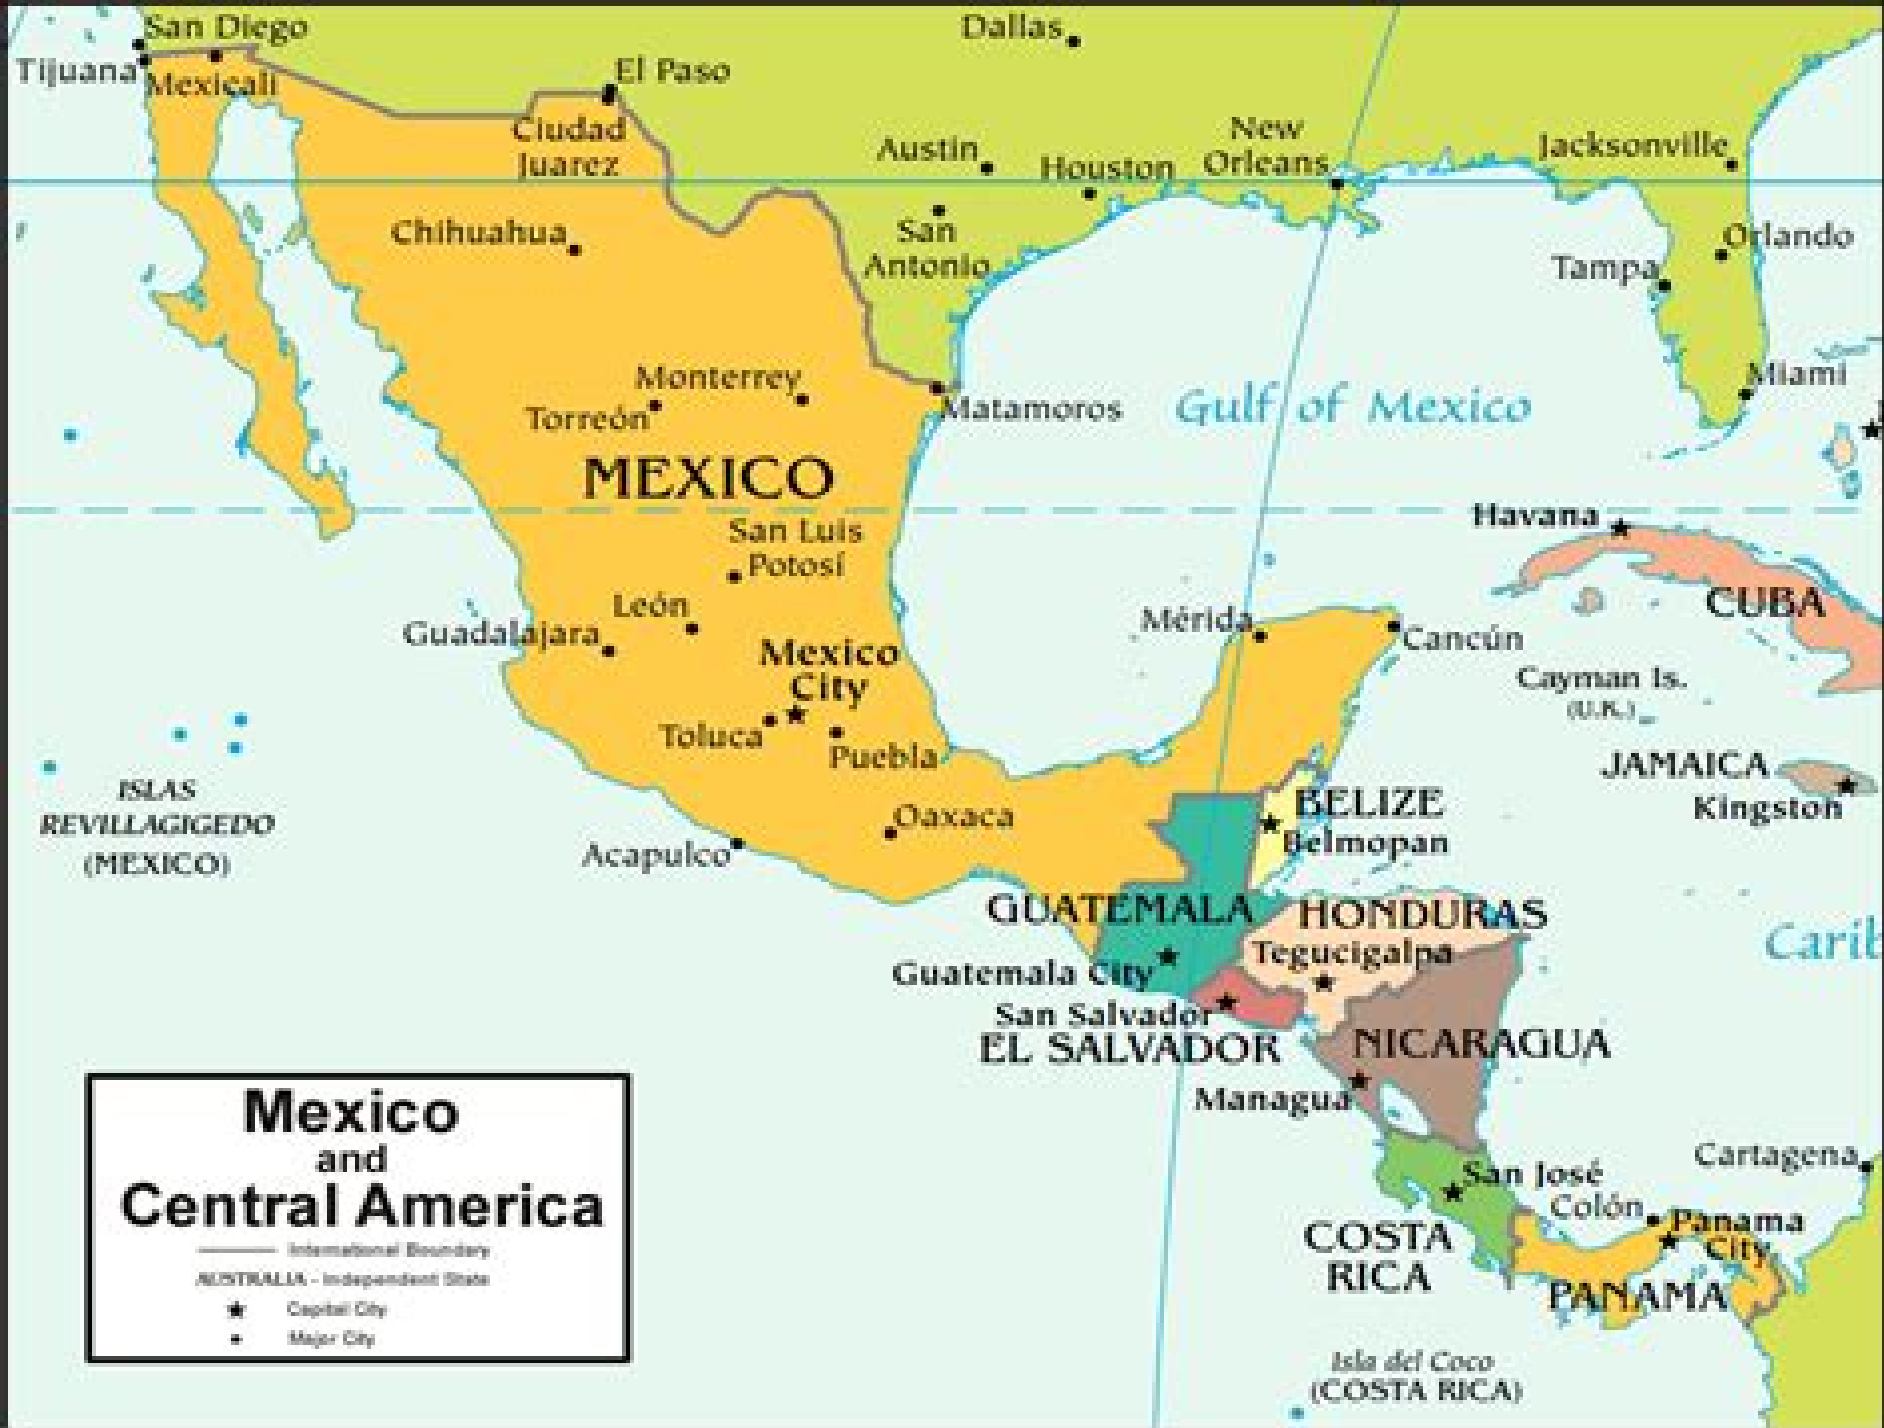 San Diego
Tijuana
Mexicali
El Paso
Dallas
Ciudad
Juarez
Austin
Houston
New
Orleans
Jacksonville
Chihuahua
San
Antonio
Orlando
Tampa
Monterrey
Torreón
Matamoros
Gulf of Mexico
Miami
MEXICO
San Luis
Potosí
Havana
CUBA
León
Guadalajara
Mérida
Cancún
Mexico
City
Cayman Is.
(U.K.)
Toluca
Puebla
ISLAS
REVILLAGIGEDO
(MEXICO)
JAMAICA
Kingston
Oaxaca
Acapulco
BELIZE
Belmopan
GUATEMALA
HONDURAS
Tegucigalpa
Carib
Guatemala City
San Salvador
EL SALVADOR
NICARAGUA
Managua
Cartagena
San José
Colón
Panama
City
COSTA
RICA
PANAMA
Isla del Coco
(COSTA RICA)
Mexico
and
Central America
International Boundary
AUSTRALIA - Independent State
Capital City
Major City